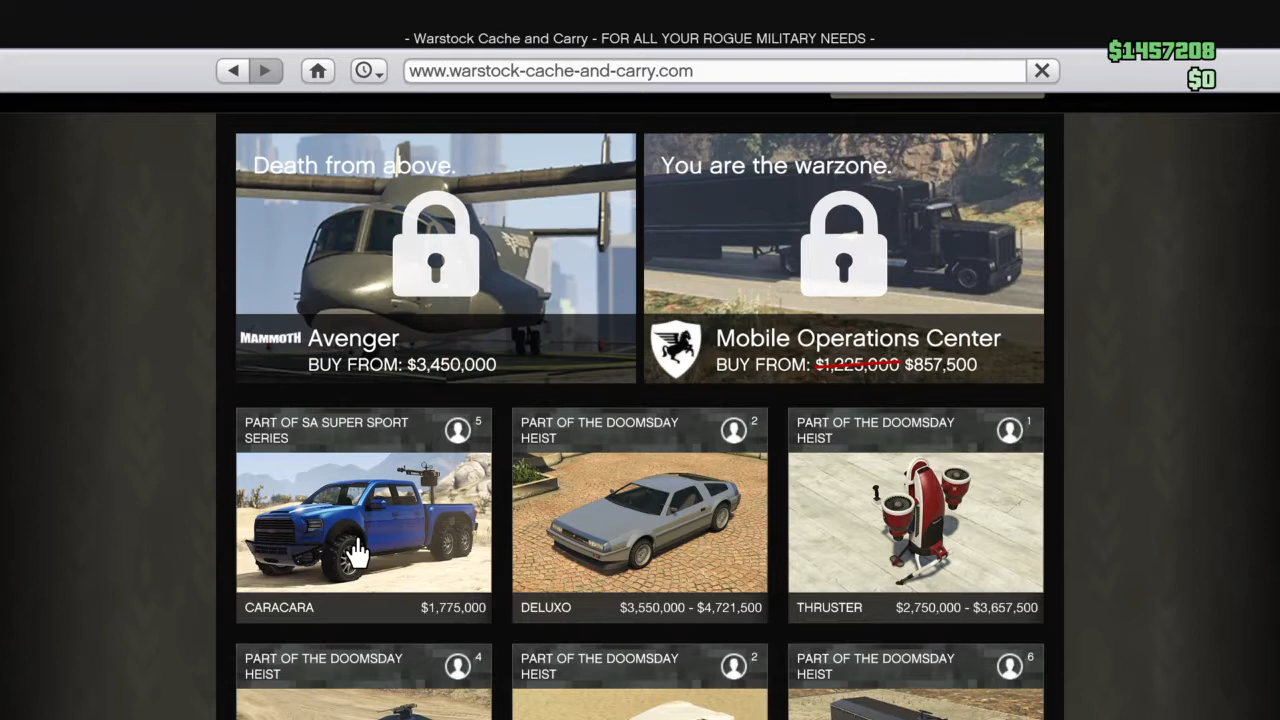 - Warstock Cache and Carry - FOR ALL YOUR ROGUE MILITARY NEEDS -
$1457208
www.warstock-cache-and-carry.com
$0
Death from above.
You are the warzone.
MAMMOTH Avenger
BUY FROM: $3,450,000
Mobile Operations Center
BUY FROM: $1,225,000 $857,500
PART OF SA SUPER SPORT
SERIES
5
PART OF THE DOOMSDAY
HEIST
2
PART OF THE DOOMSDAY
HEIST
1
CARACARA $1,775,000
DELUXO $3,550,000 - $4,721,500
THRUSTER $2,750,000 - $3,657,500
PART OF THE DOOMSDAY
HEIST
4
PART OF THE DOOMSDAY
HEIST
2
PART OF THE DOOMSDAY
HEIST
6